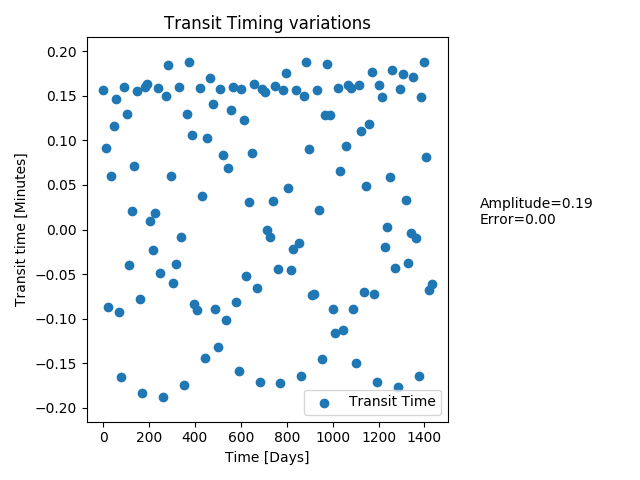 Transit Timing variations
0.20
0.15
0.10
0.05
0.00
−0.05
−0.10
−0.15
−0.20
Transit time [Minutes]
Amplitude=0.19
Error=0.00
Transit Time
0 200 400 600 800 1000 1200 1400
Time [Days]